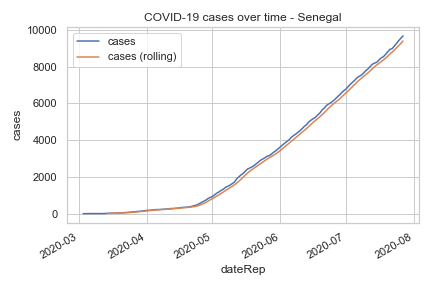 COVID-19 cases over time - Senegal
cases
cases (rolling)
10000
8000
6000
4000
2000
0
cases
2020-03
2020-04
2020-05
2020-06
2020-07
2020-08
dateRep